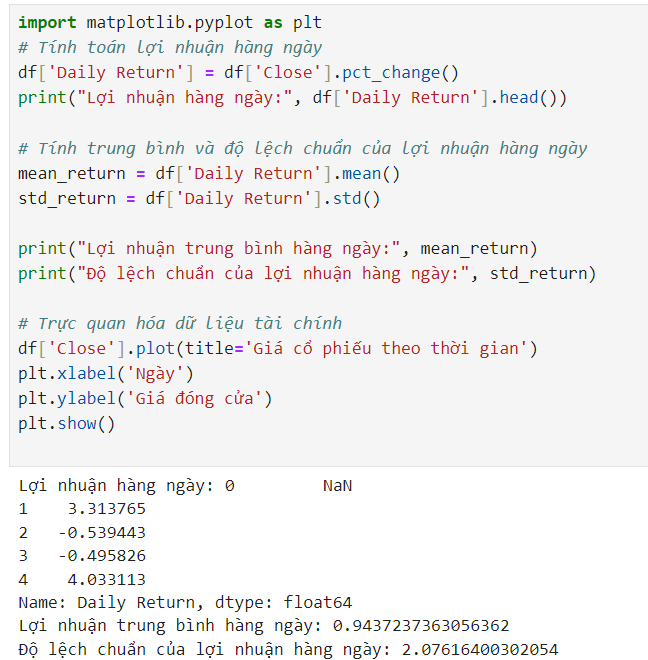 import matplotlib.pyplot as plt
# Tính toán lợi nhuận hàng ngày
df['Daily Return'] = df['Close'].pct_change()
print("Lợi nhuận hàng ngày:", df['Daily Return'].head())
# Tính trung bình và độ lệch chuẩn của lợi nhuận hàng ngày
mean_return = df['Daily Return'].mean()
std_return = df['Daily Return'].std()
print("Lợi nhuận trung bình hàng ngày:", mean_return)
print("Độ lệch chuẩn của lợi nhuận hàng ngày:", std_return)
# Trực quan hóa dữ liệu tài chính
df['Close'].plot(title='Giá cổ phiếu theo thời gian')
plt.xlabel('Ngày')
plt.ylabel('Giá đóng cửa')
plt.show()
Lợi nhuận hàng ngày: 0         NaN
1    3.313765
2   -0.539443
3   -0.495826
4    4.033113
Name: Daily Return, dtype: float64
Lợi nhuận trung bình hàng ngày: 0.9437237363056362
Độ lệch chuẩn của lợi nhuận hàng ngày: 2.07616400302054